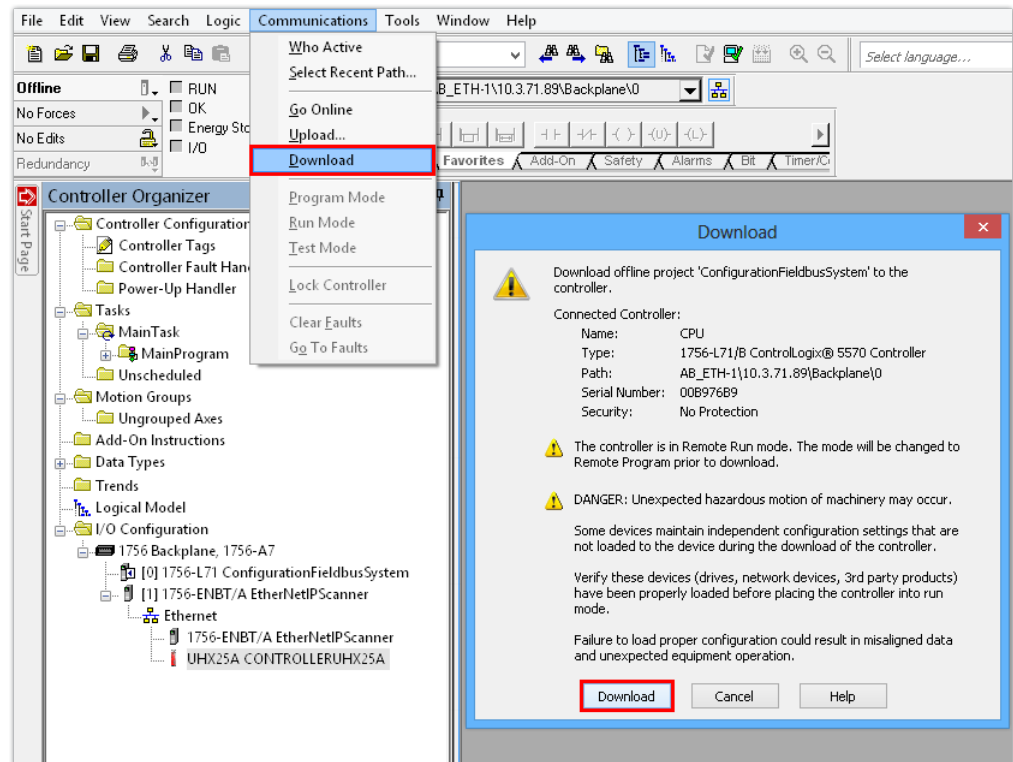 File Edit View Search Logic Communications Tools Window Help
Select language...
Who Active
Select Recent Path...
Go Online
Upload...
Download
Program Mode
Run Mode
Test Mode
Lock Controller
Clear Faults
Go To Faults
Offline
No Forces
No Edits
Redundancy
RUN
OK
Energy Sto
I/O
B_ETH-1\10.3.71.89\Backplane\0
Favorites Add-On Safety Alarms Bit Timer/C
Start Page
Controller Organizer
Controller Configuration
Controller Tags
Controller Fault Han
Power-Up Handler
Tasks
MainTask
MainProgram
Unscheduled
Motion Groups
Ungrouped Axes
Add-On Instructions
Data Types
Trends
Logical Model
I/O Configuration
1756 Backplane, 1756-A7
[0] 1756-L71 ConfigurationFieldbusSystem
[1] 1756-ENBT/A EtherNetIPScanner
Ethernet
1756-ENBT/A EtherNetIPScanner
UHX25A CONTROLLERUHX25A
Download
Download offline project 'ConfigurationFieldbusSystem' to the
controller.
Connected Controller:
Name: CPU
Type: 1756-L71/B ControlLogix® 5570 Controller
Path: AB_ETH-1\10.3.71.89\Backplane\0
Serial Number: 00B976B9
Security: No Protection
The controller is in Remote Run mode. The mode will be changed to
Remote Program prior to download.
DANGER: Unexpected hazardous motion of machinery may occur.
Some devices maintain independent configuration settings that are
not loaded to the device during the download of the controller.
Verify these devices (drives, network devices, 3rd party products)
have been properly loaded before placing the controller into run
mode.
Failure to load proper configuration could result in misaligned data
and unexpected equipment operation.
Download Cancel Help